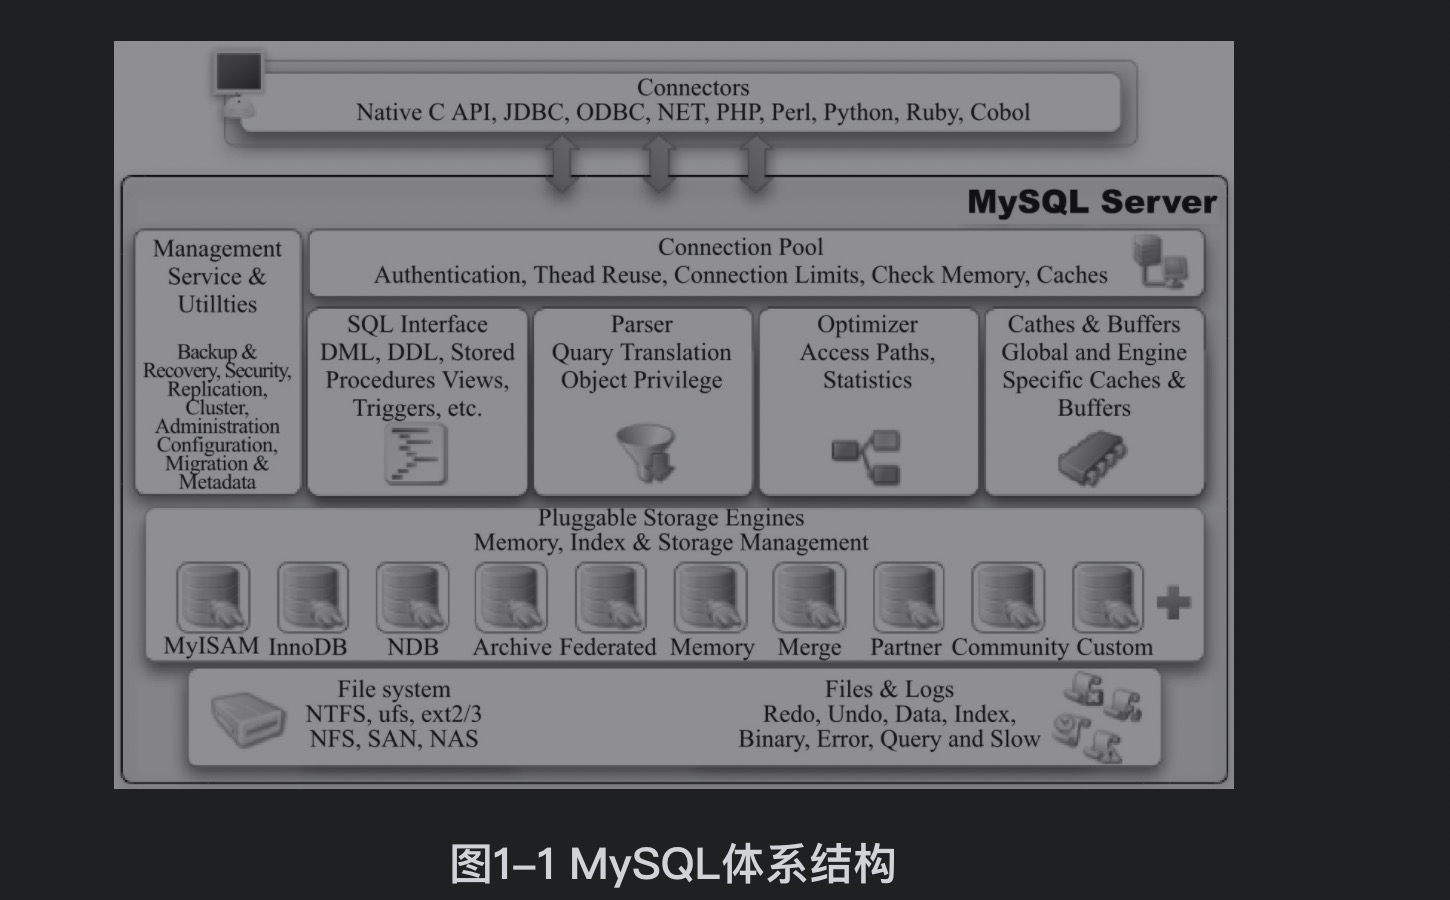 Connectors
Native C API, JDBC, ODBC, NET, PHP, Perl, Python, Ruby, Cobol
MySQL Server
Management
Service &
Utillties
Backup &
Recovery, Security,
Replication,
Cluster,
Administration
Configuration,
Migration &
Metadata
Connection Pool
Authentication, Thead Reuse, Connection Limits, Check Memory, Caches
SQL Interface
DML, DDL, Stored
Procedures Views,
Triggers, etc.
Parser
Quary Translation
Object Privilege
Optimizer
Access Paths,
Statistics
Cathes & Buffers
Global and Engine
Specific Caches &
Buffers
Pluggable Storage Engines
Memory, Index & Storage Management
MyISAM InnoDB NDB Archive Federated Memory Merge Partner Community Custom
File system
NTFS, ufs, ext2/3
NFS, SAN, NAS
Files & Logs
Redo, Undo, Data, Index,
Binary, Error, Query and Slow
图1–1 MySQL体系结构